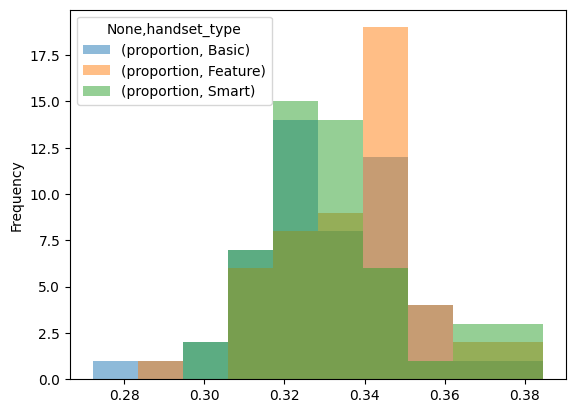 None,handset_type
(proportion, Basic)
(proportion, Feature)
(proportion, Smart)
Frequency
17.5
15.0
12.5
10.0
7.5
5.0
2.5
0.0
0.28 0.30 0.32 0.34 0.36 0.38